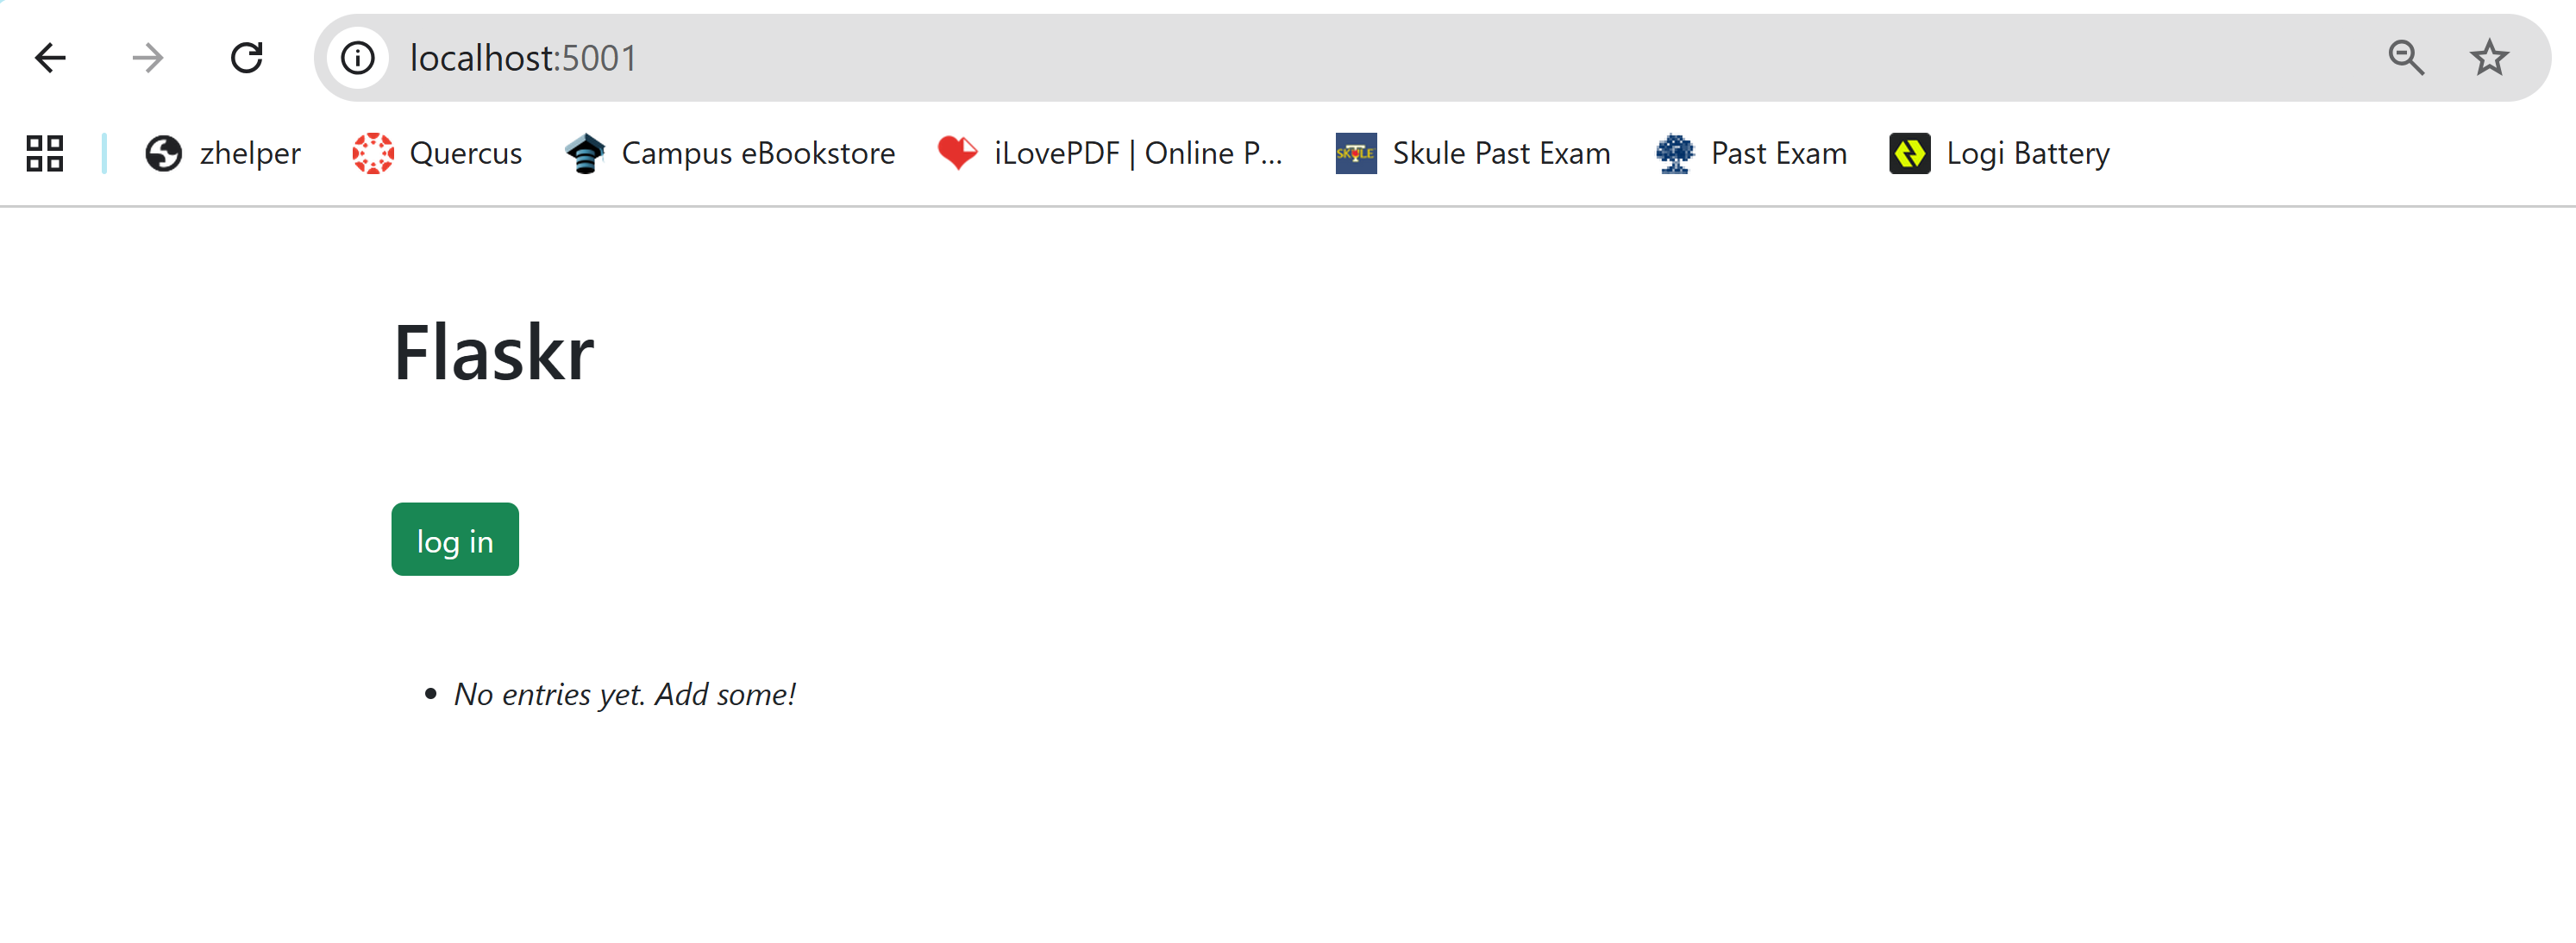 localhost:5001
zhelper Quercus Campus eBookstore iLovePDF | Online P... SKULE Skule Past Exam Past Exam Logi Battery
Flaskr
log in
No entries yet. Add some!